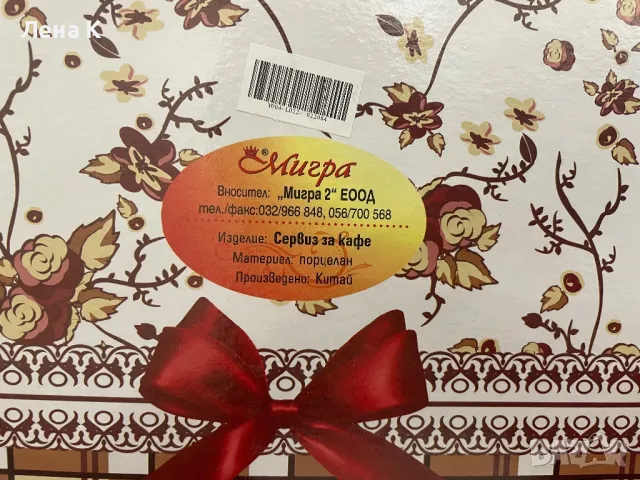 Лена К
Мигра
®
Вносител: „Мигра 2“ ЕООД
тел./факс:032/966 848, 056/700 568
Изделие: Сервиз за кафе
Материал: порцелан
Произведено: Китай